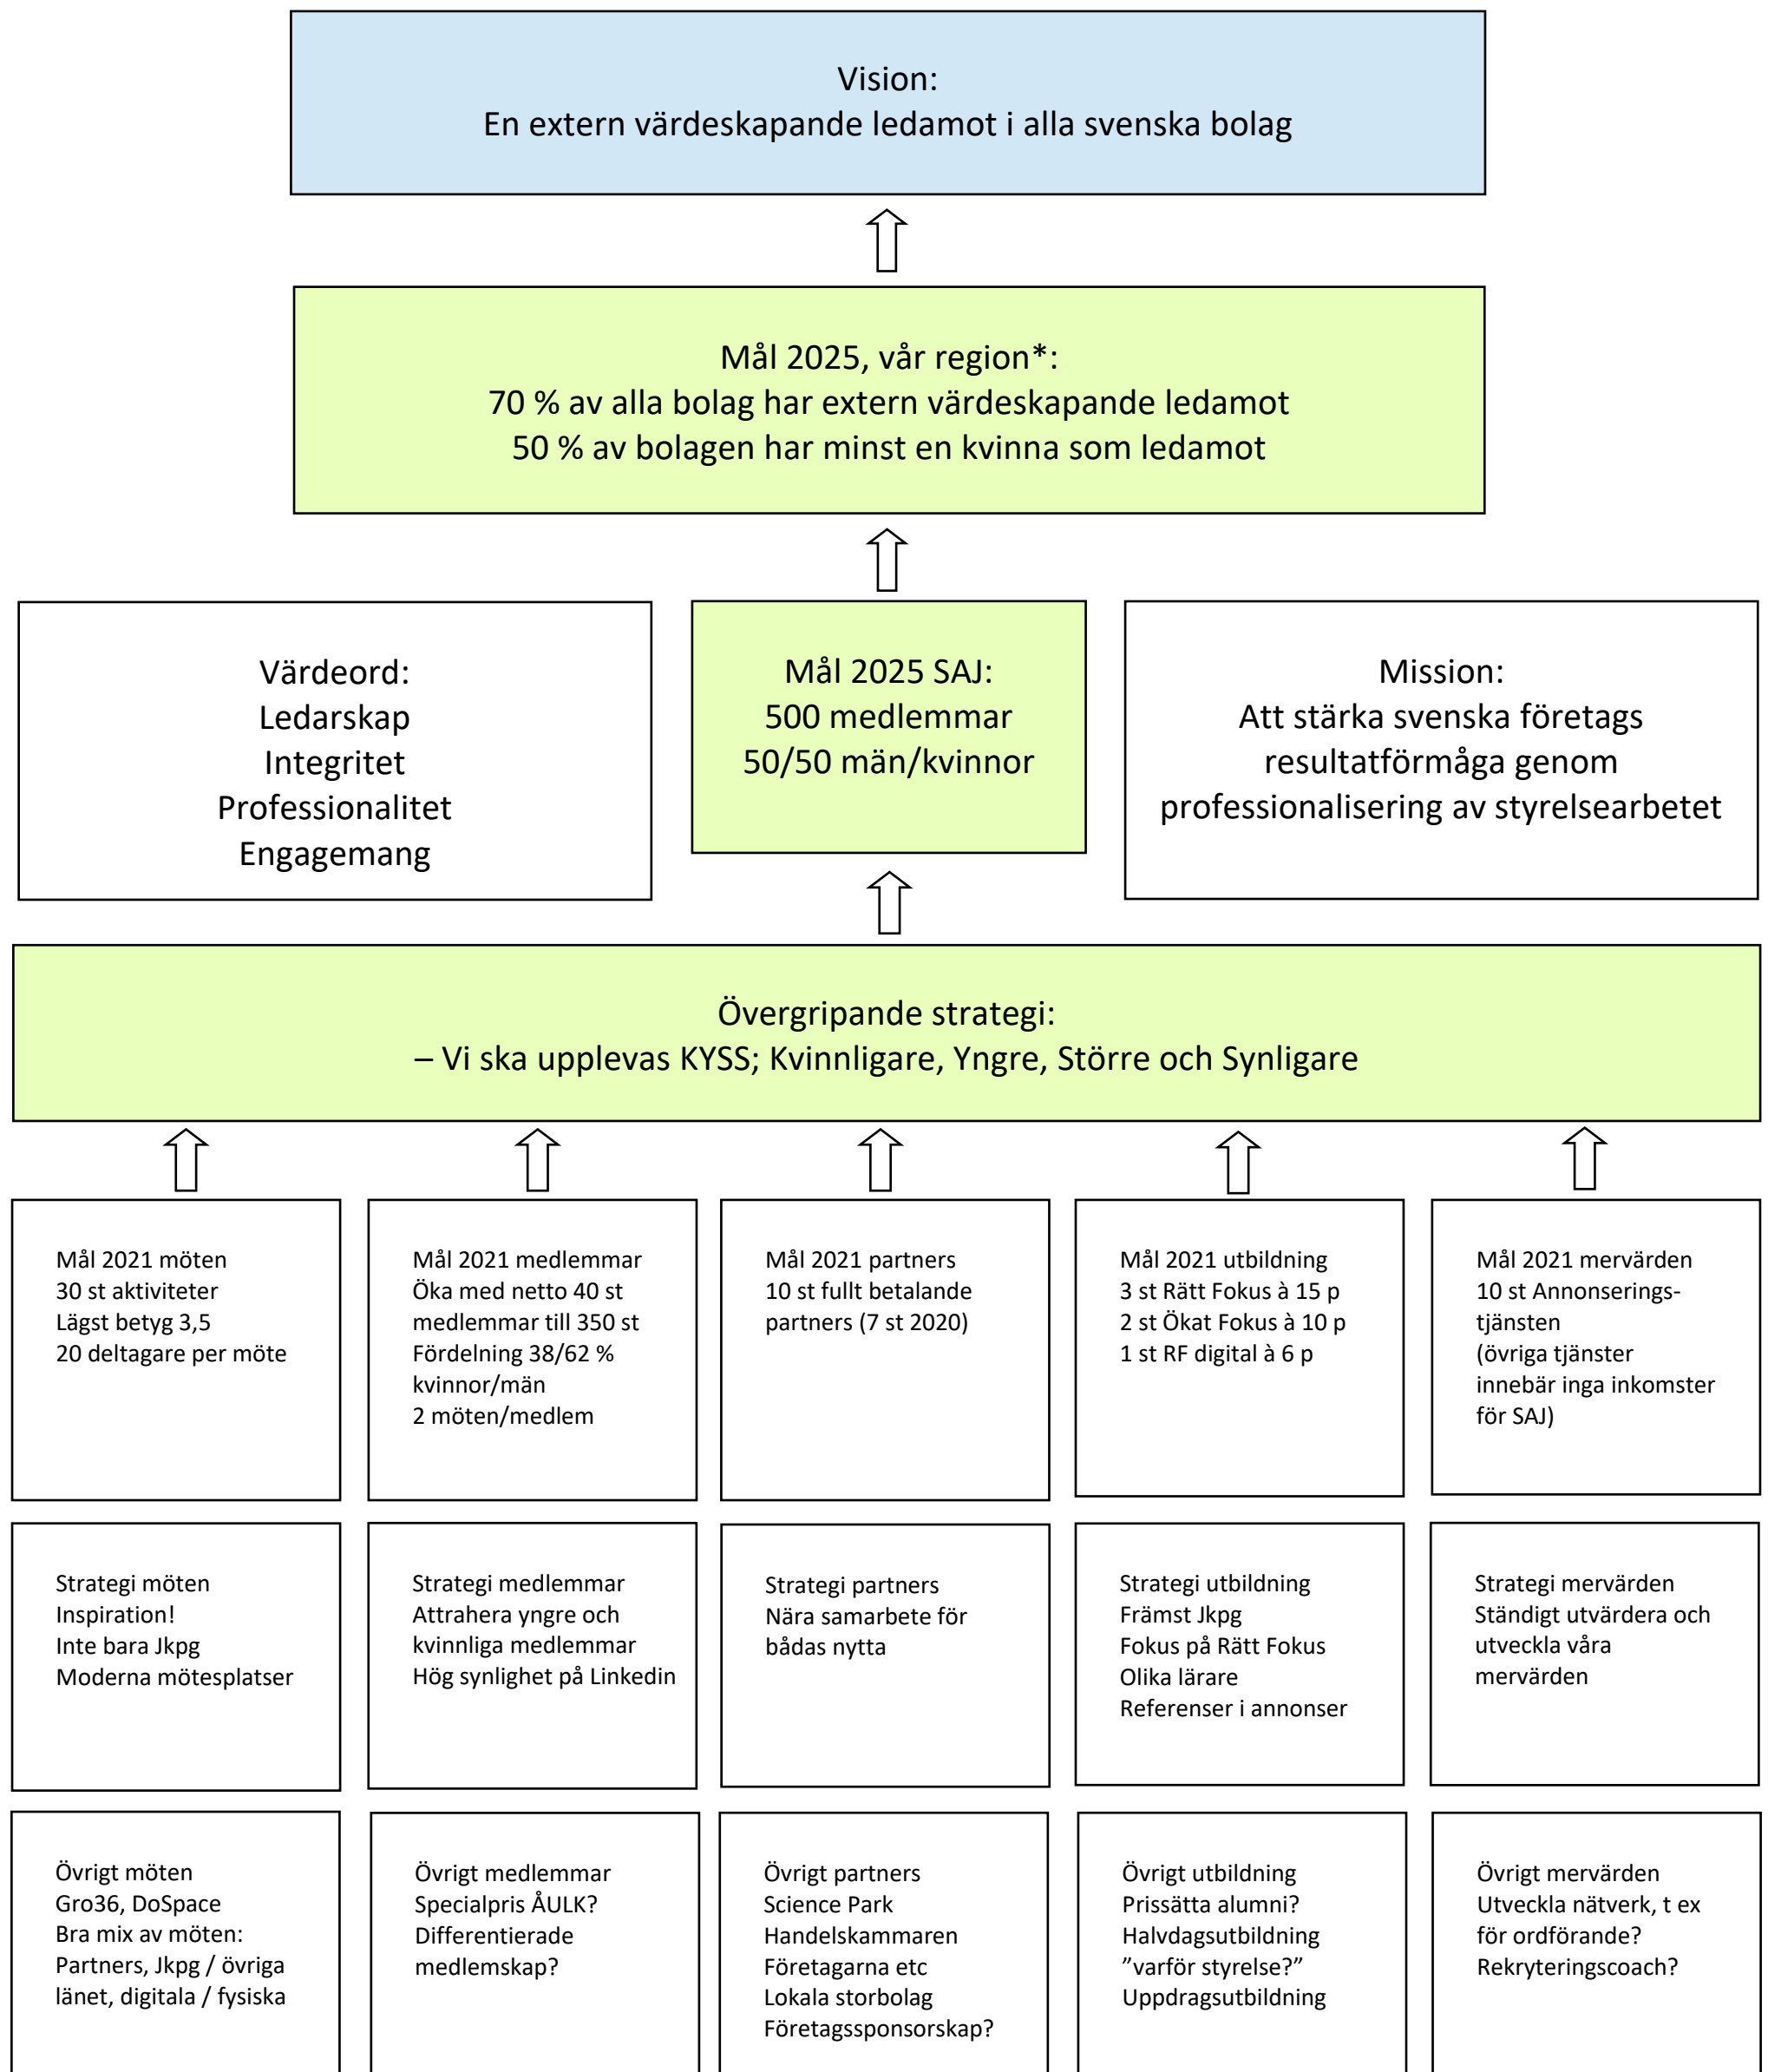 Vision:
En extern värdeskapande ledamot i alla svenska bolag
Mål 2025, vår region*:
70 % av alla bolag har extern värdeskapande ledamot
50 % av bolagen har minst en kvinna som ledamot
Värdeord:
Ledarskap
Integritet
Professionalitet
Engagemang
Mål 2025 SAJ:
500 medlemmar
50/50 män/kvinnor
Mission:
Att stärka svenska företags
resultatförmåga genom
professionalisering av styrelsearbetet
Övergripande strategi:
– Vi ska upplevas KYSS; Kvinnligare, Yngre, Större och Synligare
Mål 2021 möten
30 st aktiviteter
Lägst betyg 3,5
20 deltagare per möte
Mål 2021 medlemmar
Öka med netto 40 st
medlemmar till 350 st
Fördelning 38/62 %
kvinnor/män
2 möten/medlem
Mål 2021 partners
10 st fullt betalande
partners (7 st 2020)
Mål 2021 utbildning
3 st Rätt Fokus à 15 p
2 st Ökat Fokus à 10 p
1 st RF digital à 6 p
Mål 2021 mervärden
10 st Annonserings-
tjänsten
(övriga tjänster
innebär inga inkomster
för SAJ)
Strategi möten
Inspiration!
Inte bara Jkpg
Moderna mötesplatser
Strategi medlemmar
Attrahera yngre och
kvinnliga medlemmar
Hög synlighet på Linkedin
Strategi partners
Nära samarbete för
bådas nytta
Strategi utbildning
Främst Jkpg
Fokus på Rätt Fokus
Olika lärare
Referenser i annonser
Strategi mervärden
Ständigt utvärdera och
utveckla våra
mervärden
Övrigt möten
Gro36, DoSpace
Bra mix av möten:
Partners, Jkpg / övriga
länet, digitala / fysiska
Övrigt medlemmar
Specialpris ÅULK?
Differentierade
medlemskap?
Övrigt partners
Science Park
Handelskammaren
Företagarna etc
Lokala storbolag
Företagssponsorskap?
Övrigt utbildning
Prissätta alumni?
Halvdagsutbildning
”varför styrelse?”
Uppdragsutbildning
Övrigt mervärden
Utveckla nätverk, t ex
för ordförande?
Rekryteringscoach?